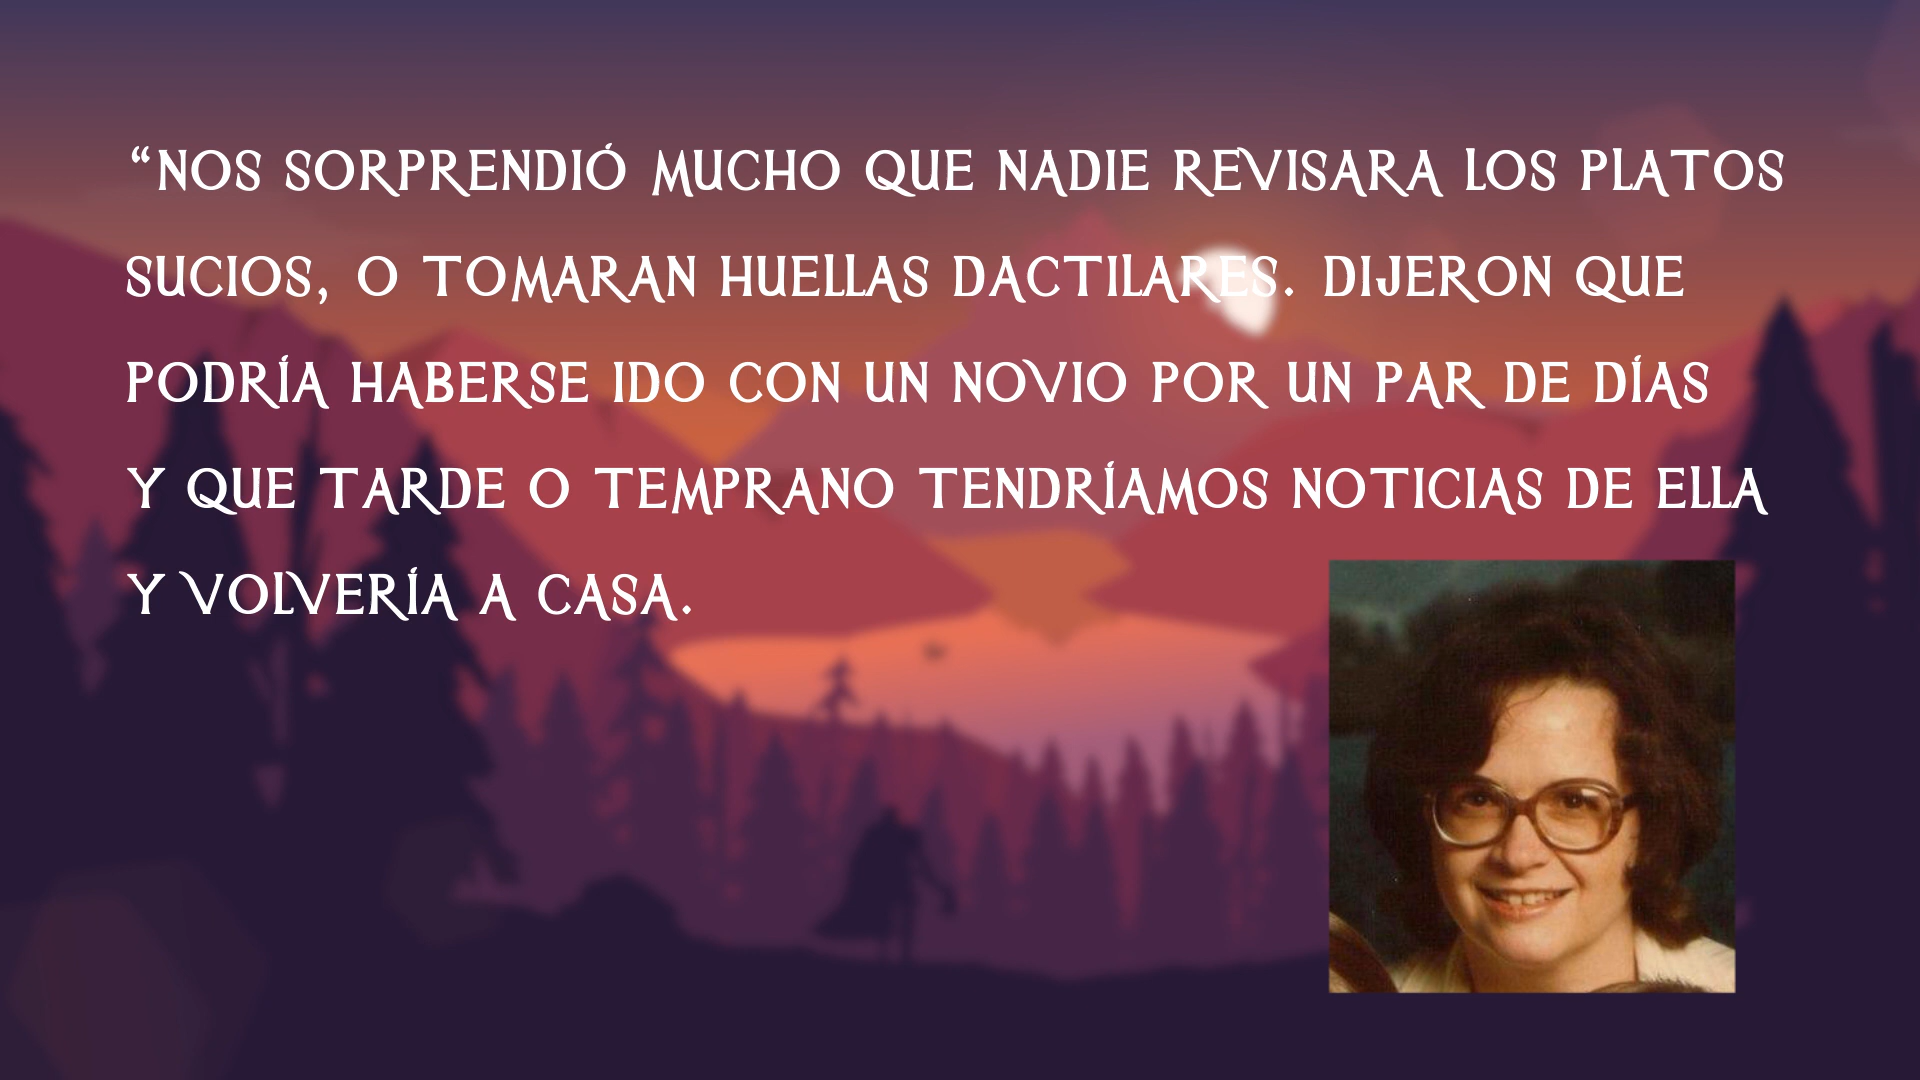 “NOS SORPRENDIÓ MUCHO QUE NADIE REVISARA LOS PLATOS
SUCIOS, O TOMARAN HUELLAS DACTILARES. DIJERON QUE
PODRÍA HABERSE IDO CON UN NOVIO POR UN PAR DE DÍAS
Y QUE TARDE O TEMPRANO TENDRÍAMOS NOTICIAS DE ELLA
Y VOLVERÍA A CASA.